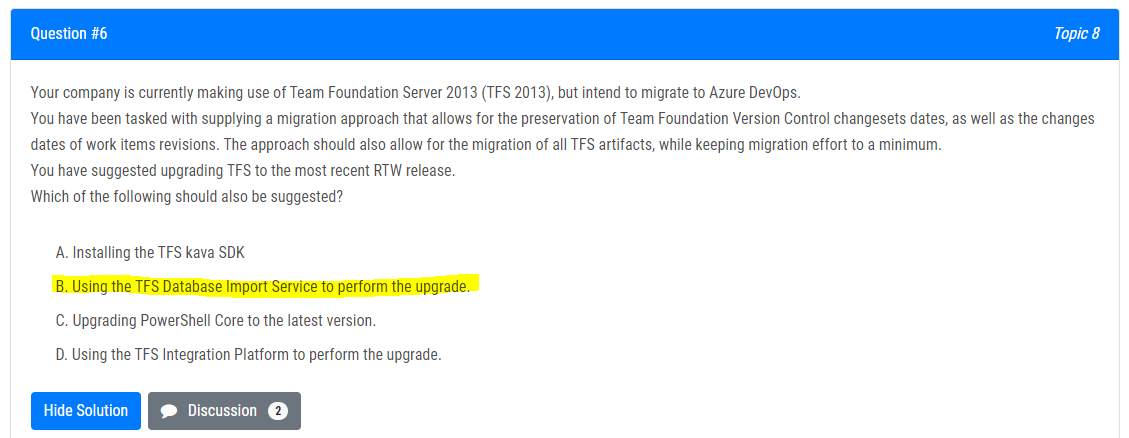 Question #6
Topic 8
Your company is currently making use of Team Foundation Server 2013 (TFS 2013), but intend to migrate to Azure DevOps.
You have been tasked with supplying a migration approach that allows for the preservation of Team Foundation Version Control changesets dates, as well as the changes
dates of work items revisions. The approach should also allow for the migration of all TFS artifacts, while keeping migration effort to a minimum.
You have suggested upgrading TFS to the most recent RTW release.
Which of the following should also be suggested?
A. Installing the TFS kava SDK
B. Using the TFS Database Import Service to perform the upgrade.
C. Upgrading PowerShell Core to the latest version.
D. Using the TFS Integration Platform to perform the upgrade.
Hide Solution
Discussion 2